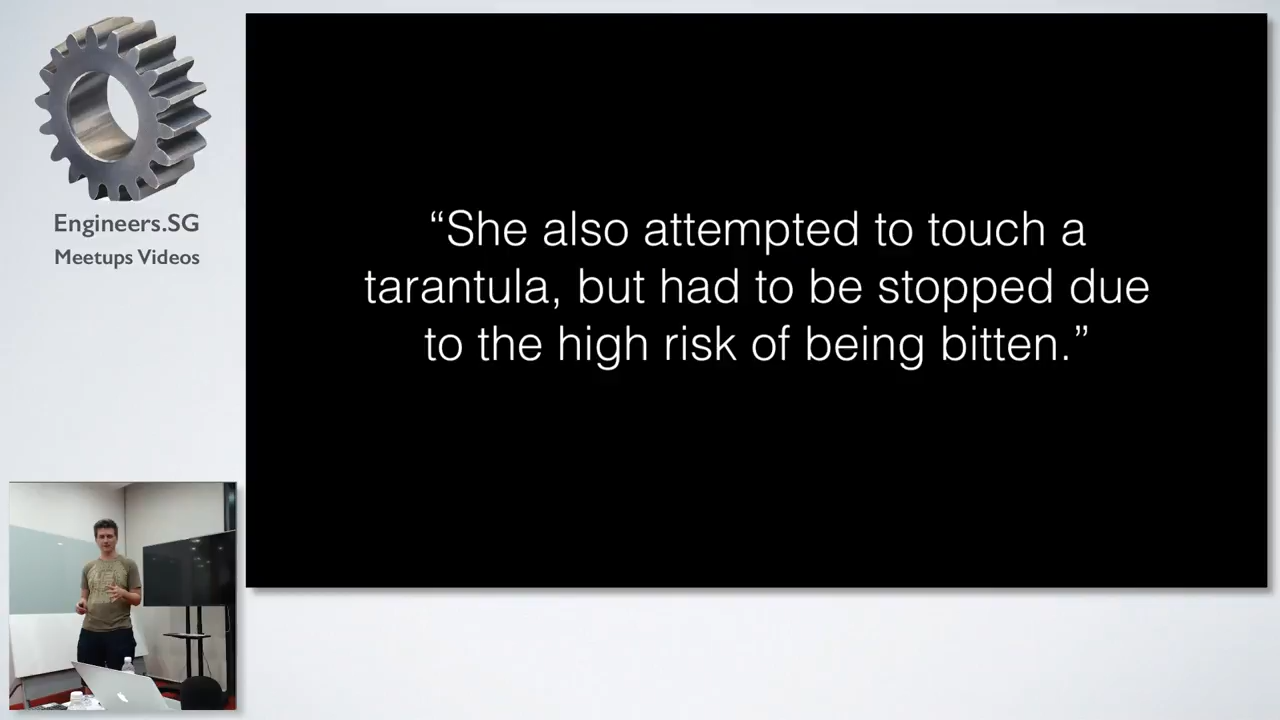 Engineers.SG
Meetups Videos
“She also attempted to touch a
tarantula, but had to be stopped due
to the high risk of being bitten.”